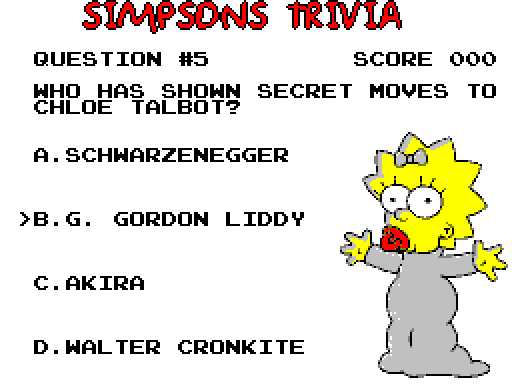 SIMPSONS TRIVIA
QUESTION #5 SCORE 000
WHO HAS SHOWN SECRET MOVES TO
CHLOE TALBOT?
A.SCHWARZENEGGER
>B.G. GORDON LIDDY
C.AKIRA
D.WALTER CRONKITE